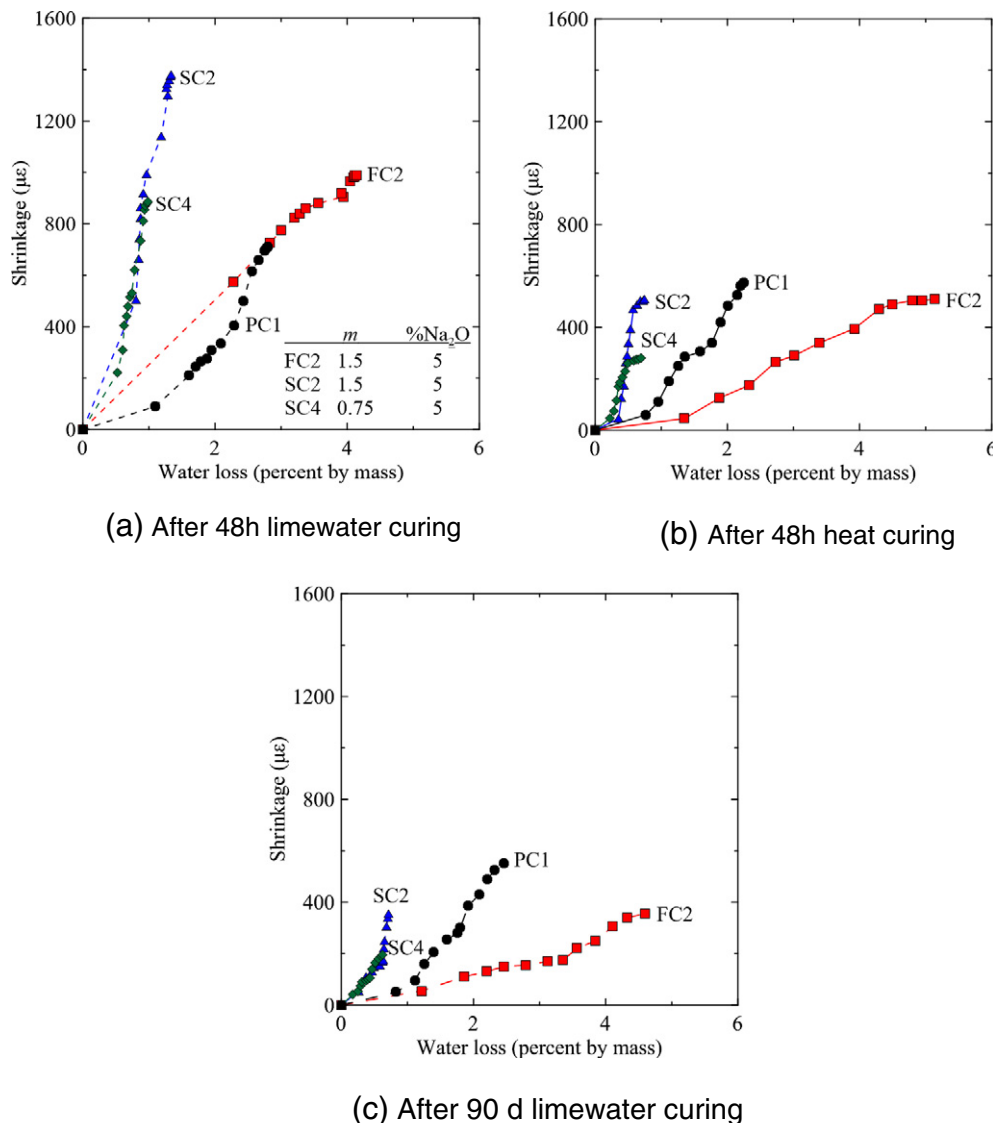 1600
1200
800
400
0
Shrinkage (με)
SC2
SC4
FC2
PC1
m %Na2O
FC2 1.5 5
SC2 1.5 5
SC4 0.75 5
0 2 4 6
Water loss (percent by mass)
(a) After 48h limewater curing
1600
1200
800
400
0
Shrinkage (με)
PC1
SC2
FC2
SC4
0 2 4 6
Water loss (percent by mass)
(b) After 48h heat curing
1600
1200
800
400
0
Shrinkage (με)
PC1
SC2
FC2
SC4
0 2 4 6
Water loss (percent by mass)
(c) After 90 d limewater curing